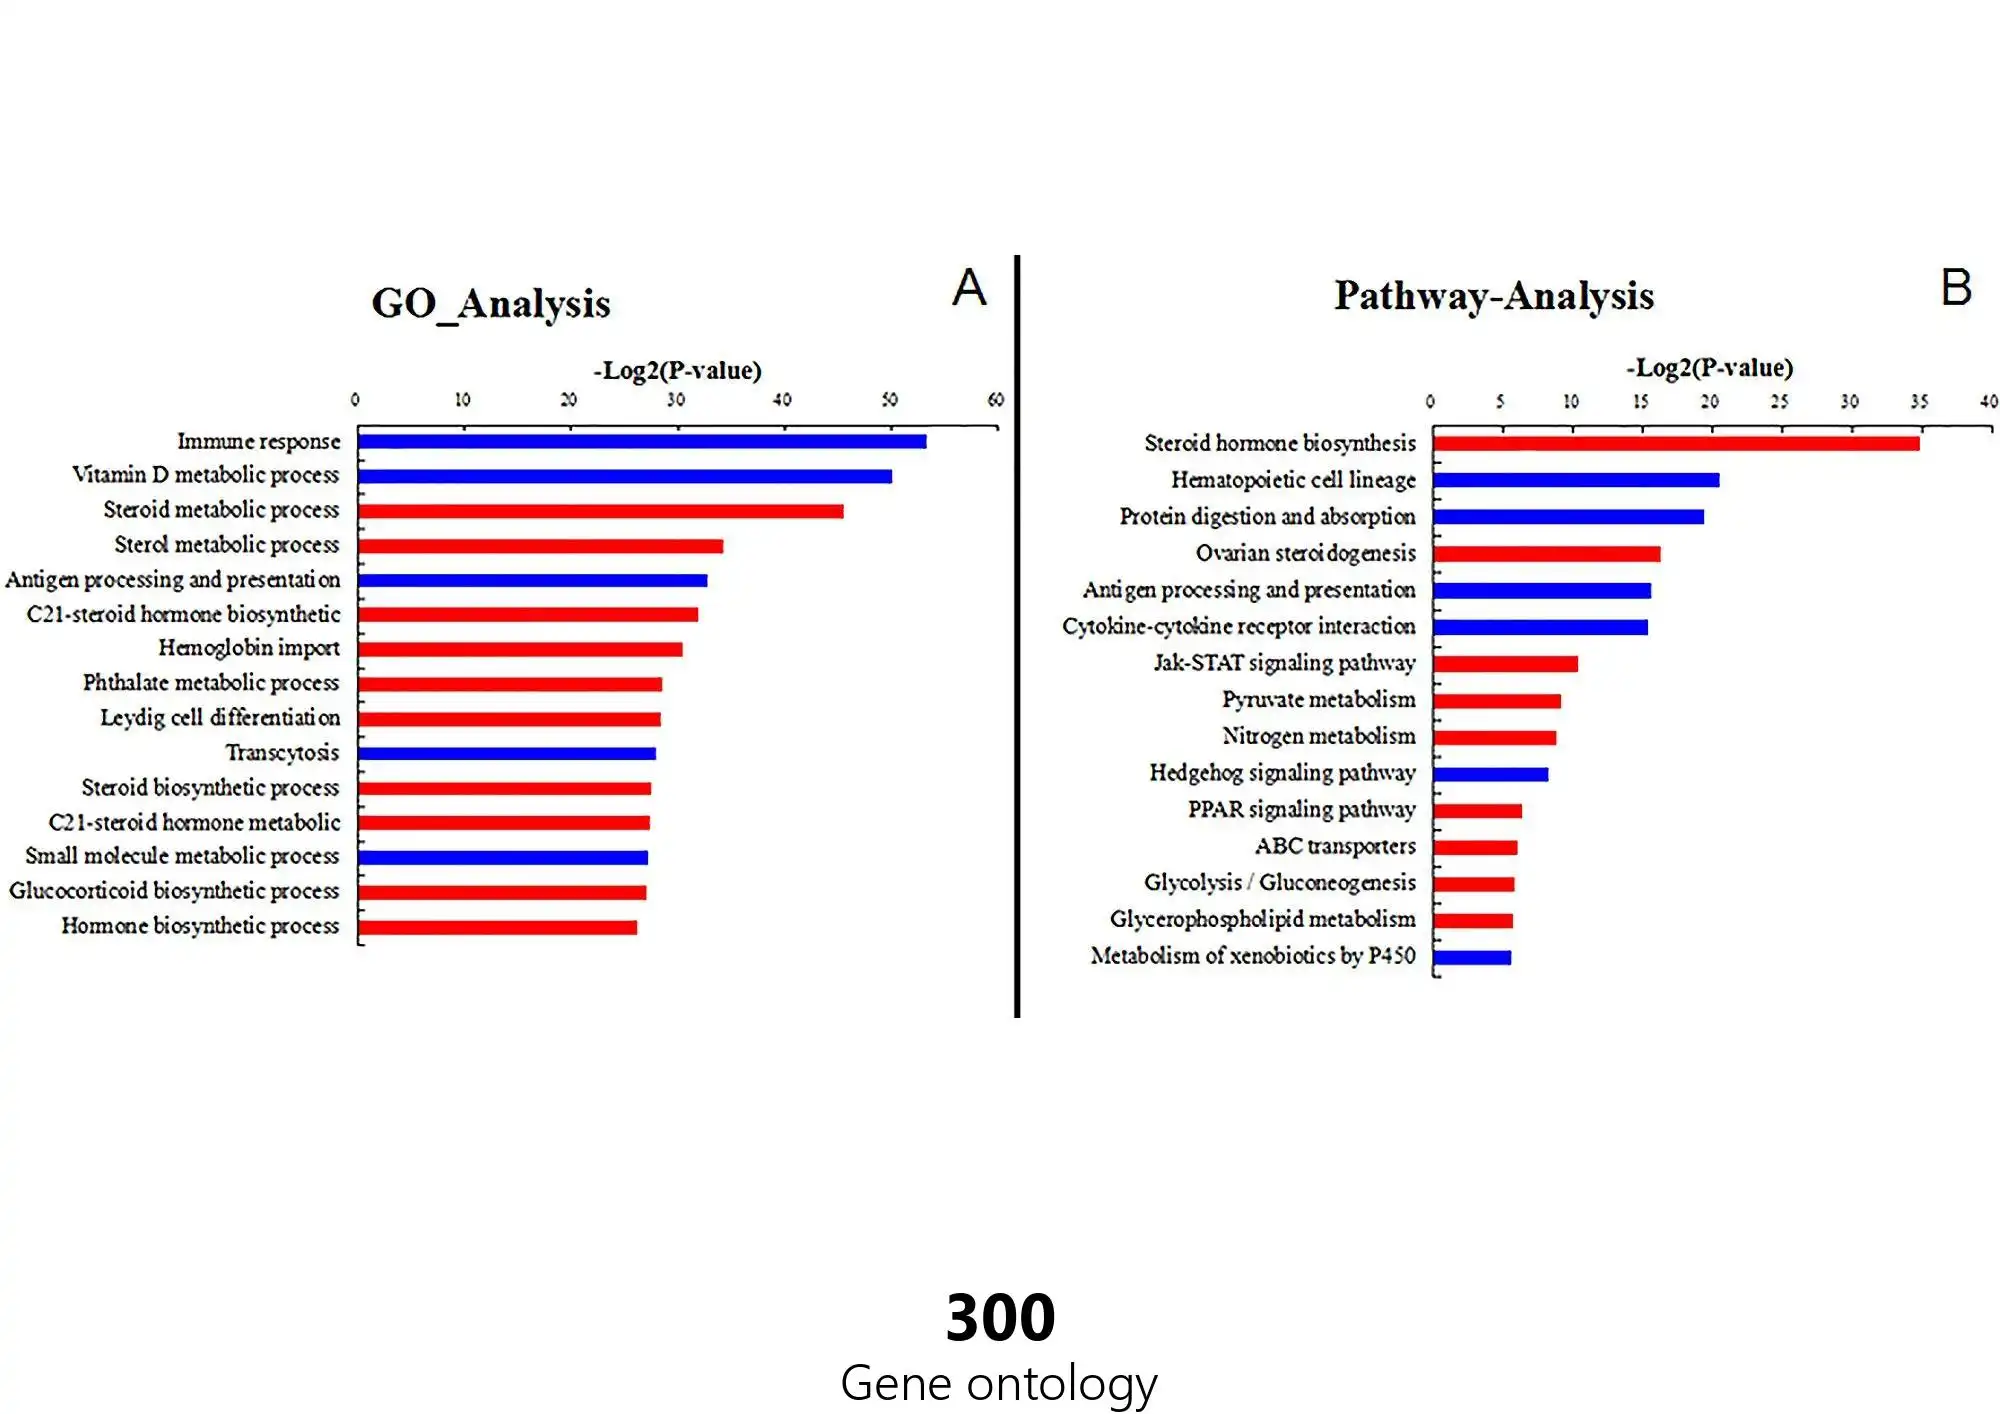 GO_Analysis
A
-Log2(P-value)
0 10 20 30 40 50 60
Immune response
Vitamin D metabolic process
Steroid metabolic process
Sterol metabolic process
Antigen processing and presentation
C21-steroid hormone biosynthetic
Hemoglobin import
Phthalate metabolic process
Leydig cell differentiation
Transcytosis
Steroid biosynthetic process
C21-steroid hormone metabolic
Small molecule metabolic process
Glucocorticoid biosynthetic process
Hormone biosynthetic process
Pathway-Analysis
B
-Log2(P-value)
0 5 10 15 20 25 30 35 40
Steroid hormone biosynthesis
Hematopoietic cell lineage
Protein digestion and absorption
Ovarian steroidogenesis
Antigen processing and presentation
Cytokine-cytokine receptor interaction
Jak-STAT signaling pathway
Pyruvate metabolism
Nitrogen metabolism
Hedgehog signaling pathway
PPAR signaling pathway
ABC transporters
Glycolysis / Gluconeogenesis
Glycerophospholipid metabolism
Metabolism of xenobiotics by P450
300
Gene ontology